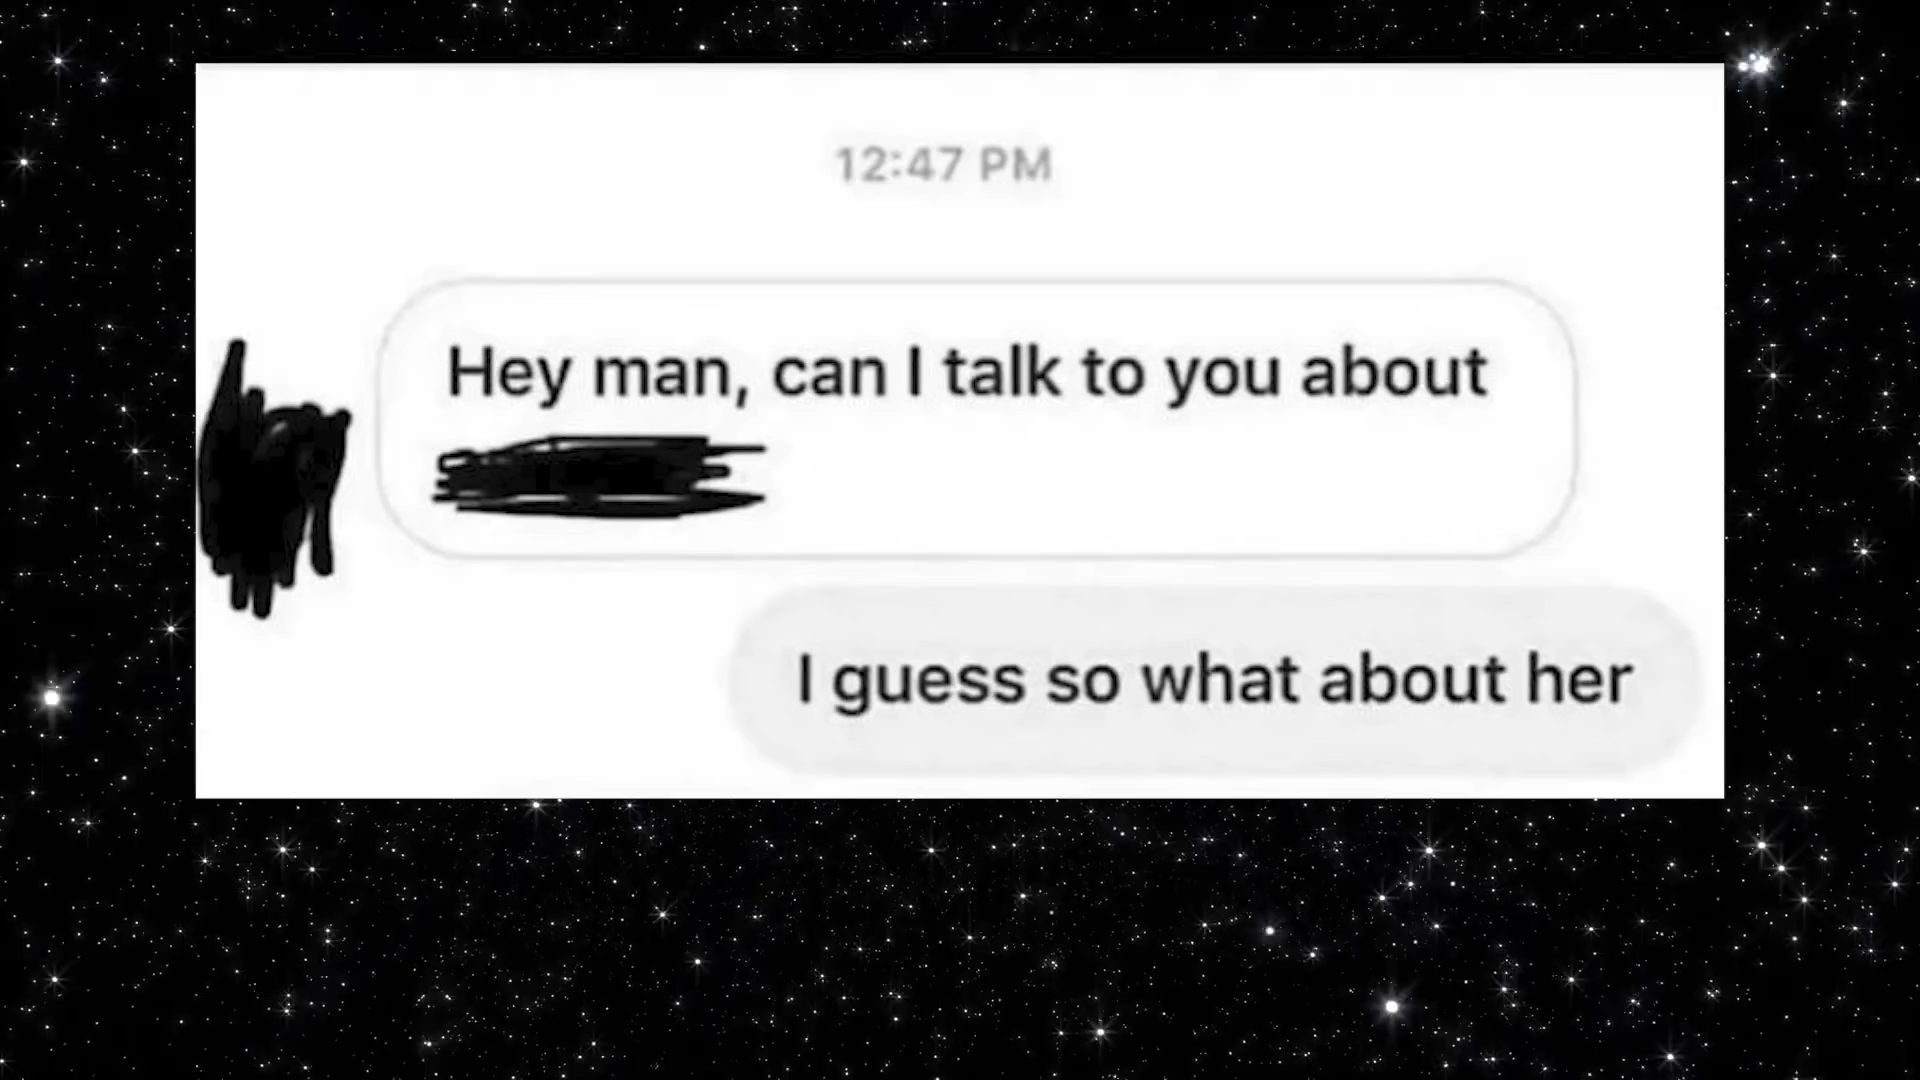 12:47 PM
Hey man, can I talk to you about
I guess so what about her